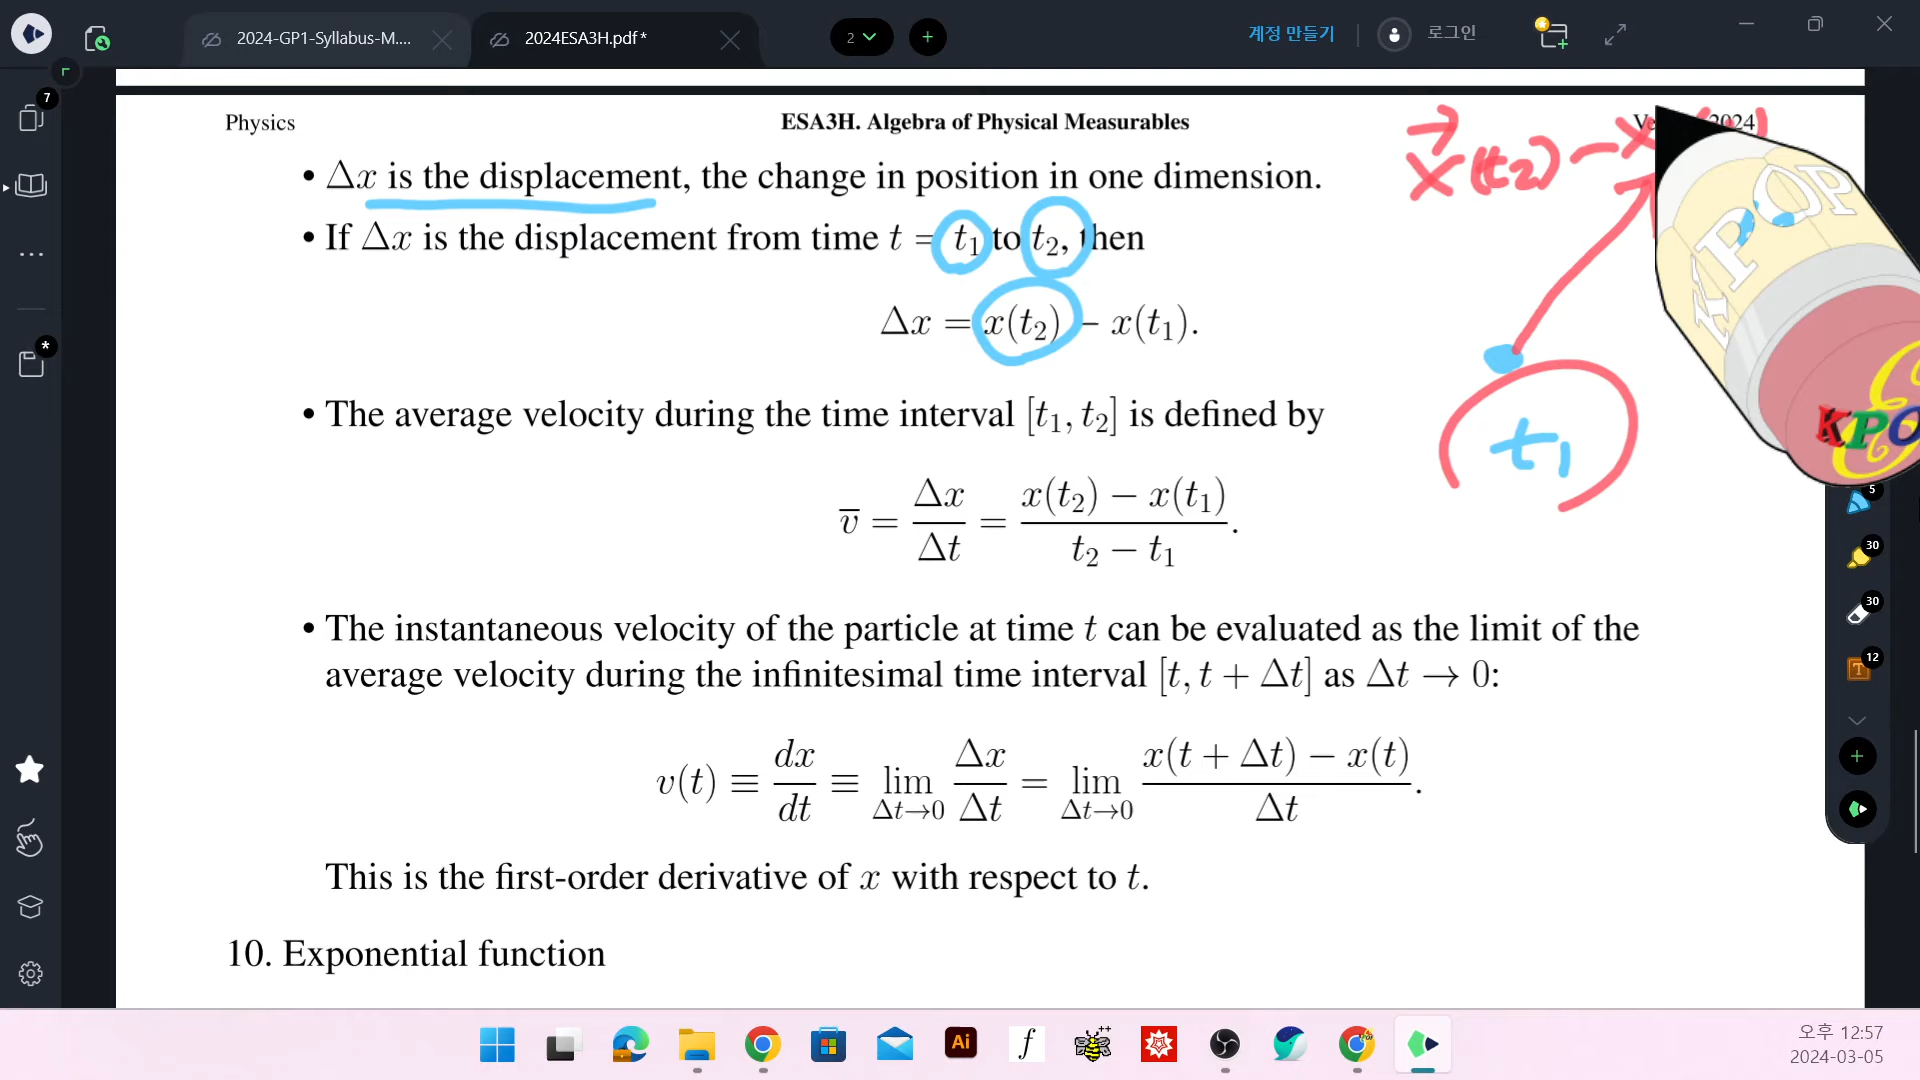 2024-GP1-Syllabus-M....
2024ESA3H.pdf*
2
계정 만들기
로그인
7
Physics
ESA3H. Algebra of Physical Measurables
2024
• Δx is the displacement, the change in position in one dimension.
x⃗(t2) −
• If Δx is the displacement from time t = t₁ to t₂, then
Δx = x(t₂) − x(t₁).
KPOP
KPO
t1
• The average velocity during the time interval [t₁, t₂] is defined by
v̅ = Δx/Δt = (x(t₂) − x(t₁))/(t₂ − t₁).
5
30
30
12
• The instantaneous velocity of the particle at time t can be evaluated as the limit of the
average velocity during the infinitesimal time interval [t, t + Δt] as Δt → 0:
v(t) ≡ dx/dt ≡ lim Δt→0 Δx/Δt = lim Δt→0 (x(t + Δt) − x(t))/Δt.
This is the first-order derivative of x with respect to t.
10. Exponential function
Ai
f
++
오후 12:57
2024-03-05